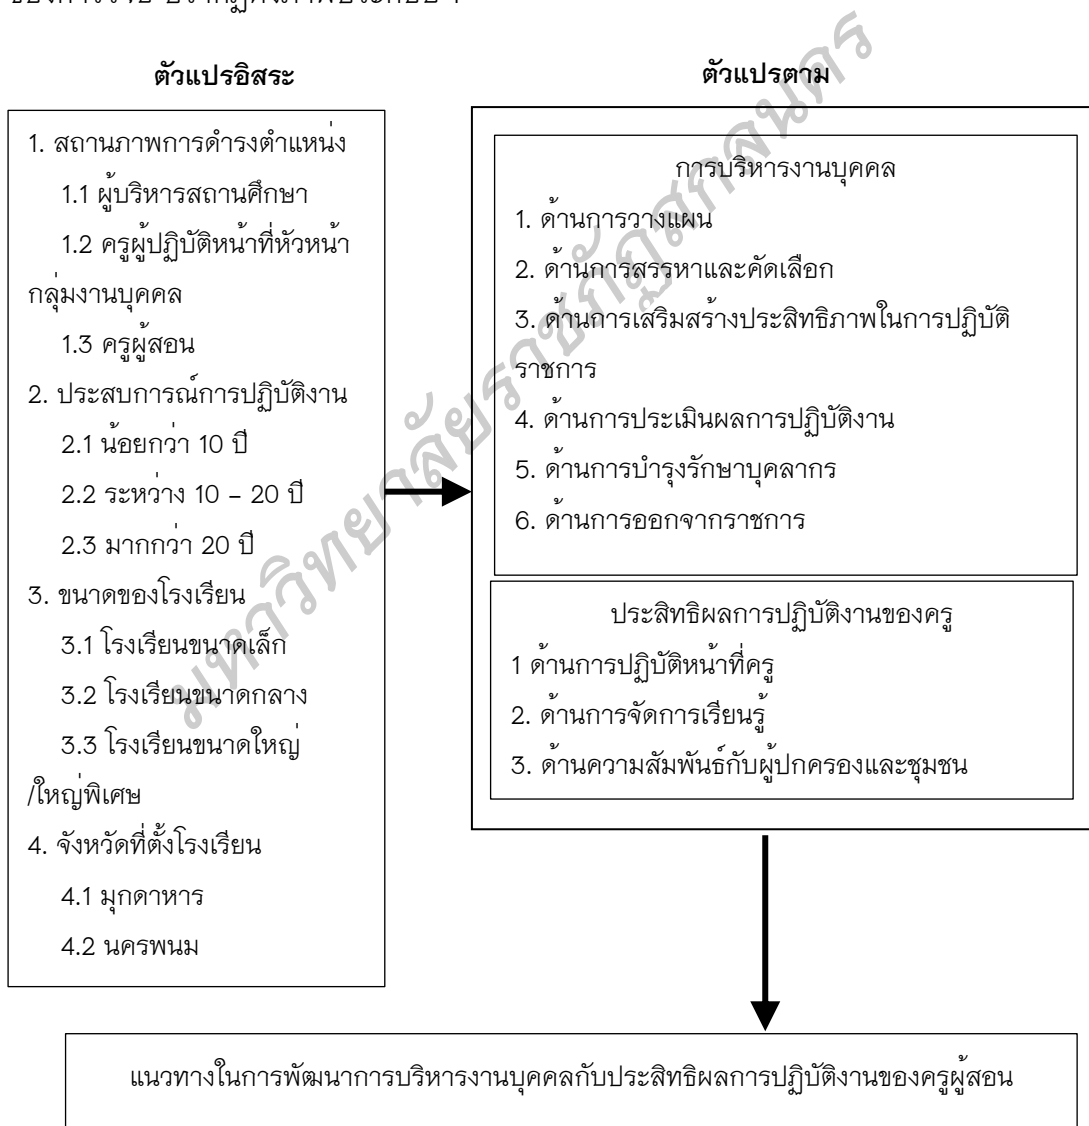 ตัวแปรอิสระ
1. สถานภาพการดำรงตำแหน่ง
1.1 ผู้บริหารสถานศึกษา
1.2 ครูผู้ปฏิบัติหน้าที่หัวหน้า
กลุ่มงานบุคคล
1.3 ครูผู้สอน
2. ประสบการณ์การปฏิบัติงาน
2.1 น้อยกว่า 10 ปี
2.2 ระหว่าง 10 – 20 ปี
2.3 มากกว่า 20 ปี
3. ขนาดของโรงเรียน
3.1 โรงเรียนขนาดเล็ก
3.2 โรงเรียนขนาดกลาง
3.3 โรงเรียนขนาดใหญ่
/ใหญ่พิเศษ
4. จังหวัดที่ตั้งโรงเรียน
4.1 มุกดาหาร
4.2 นครพนม
ตัวแปรตาม
การบริหารงานบุคคล
1. ด้านการวางแผน
2. ด้านการสรรหาและคัดเลือก
3. ด้านการเสริมสร้างประสิทธิภาพในการปฏิบัติ
ราชการ
4. ด้านการประเมินผลการปฏิบัติงาน
5. ด้านการบำรุงรักษาบุคลากร
6. ด้านการออกจากราชการ
ประสิทธิผลการปฏิบัติงานของครู
1 ด้านการปฏิบัติหน้าที่ครู
2. ด้านการจัดการเรียนรู้
3. ด้านความสัมพันธ์กับผู้ปกครองและชุมชน
แนวทางในการพัฒนาการบริหารงานบุคคลกับประสิทธิผลการปฏิบัติงานของครูผู้สอน
มหาวิทยาลัยราชภัฏสกลนคร